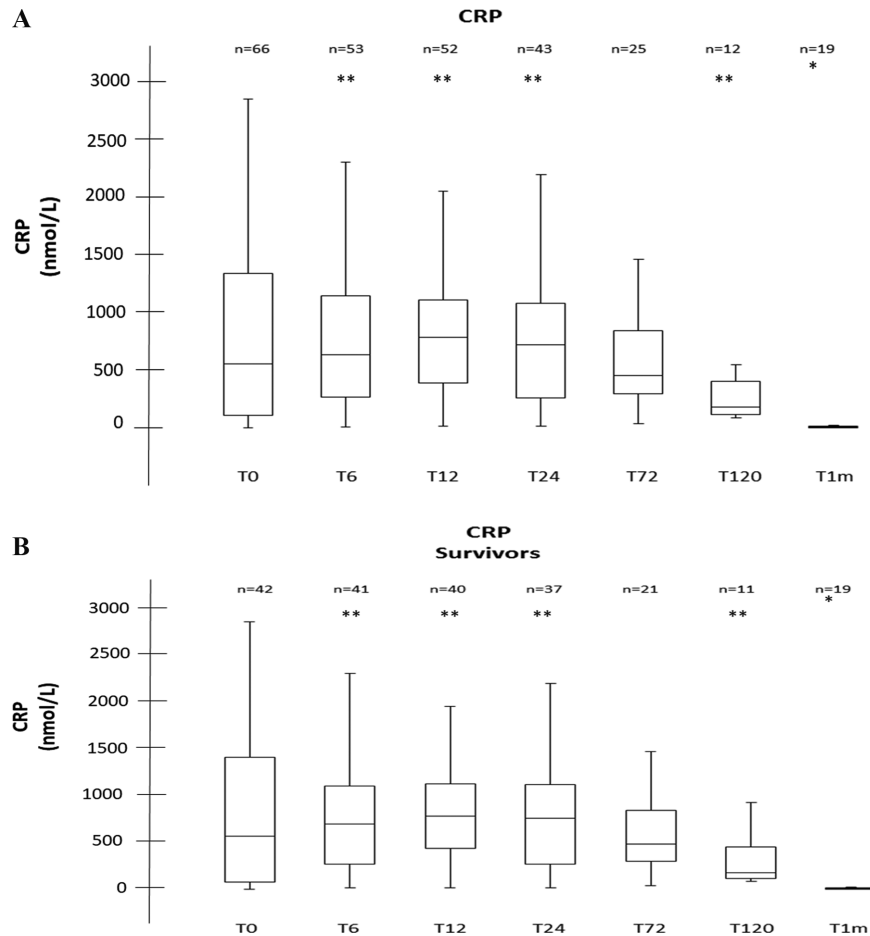 A
CRP
n=66 n=53 n=52 n=43 n=25 n=12 n=19
** ** ** ** *
3000
2500
2000
1500
1000
500
0
CRP
(nmol/L)
T0 T6 T12 T24 T72 T120 T1m
B
CRP
Survivors
n=42 n=41 n=40 n=37 n=21 n=11 n=19
** ** ** ** *
3000
2500
2000
1500
1000
500
0
CRP
(nmol/L)
T0 T6 T12 T24 T72 T120 T1m